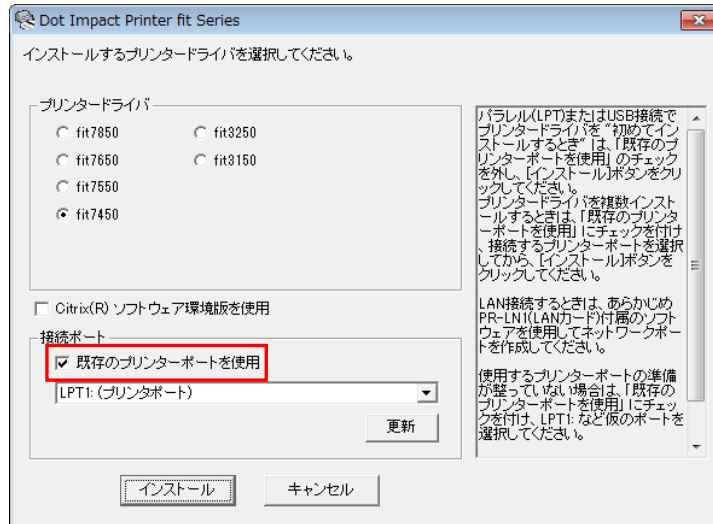 Dot Impact Printer fit Series
インストールするプリンタードライバを選択してください。
プリンタードライバ
fit7850
fit3250
fit7650
fit3150
fit7550
fit7450
Citrix(R) ソフトウェア環境版を使用
接続ポート
既存のプリンターポートを使用
LPT1: (プリンタポート)
更新
インストール
キャンセル
パラレル(LPT)またはUSB接続で
プリンタードライバを "初めてイン
ストールするとき" は、「既存のプ
リンターポートを使用」 のチェック
を外し、[インストール]ボタンをクリ
ックしてください。
プリンタードライバを複数インスト
ールするときは、「既存のプリンタ
ーポートを使用」 にチェックを付け
、接続するプリンターポートを選択
してから、[インストール]ボタンを
クリックしてください。
LAN接続するときは、あらかじめ
PR-LN1(LANカード)付属のソフト
ウェアを使用してネットワークポー
トを作成してください。
使用するプリンターポートの準備
が整っていない場合は、「既存の
プリンターポートを使用」にチェッ
クを付け、LPT1: など仮のポートを
選択してください。